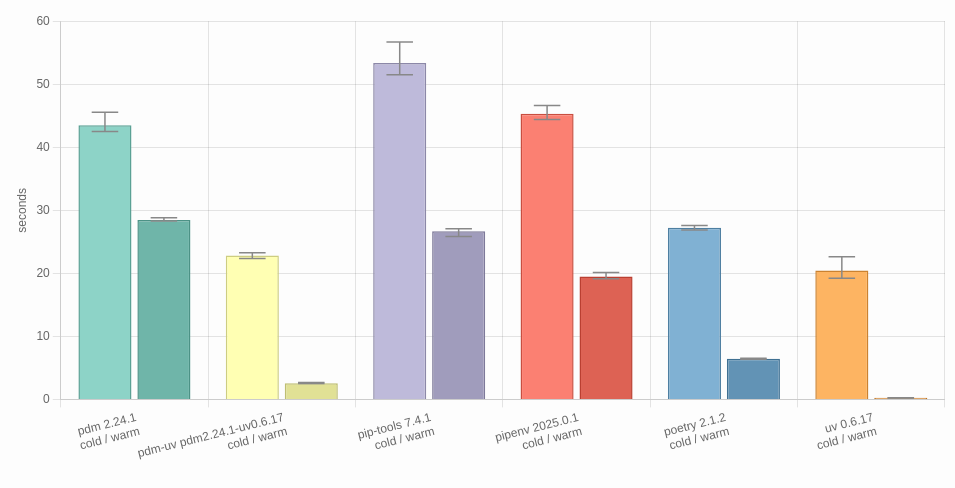 60
50
40
30
20
10
0
seconds
pdm 2.24.1
cold / warm
pdm-uv pdm2.24.1-uv0.6.17
cold / warm
pip-tools 7.4.1
cold / warm
pipenv 2025.0.1
cold / warm
poetry 2.1.2
cold / warm
uv 0.6.17
cold / warm